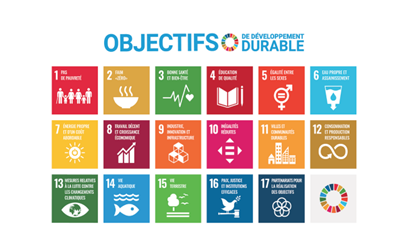 OBJECTIFS
DE DÉVELOPPEMENT
DURABLE
1 PAS
DE PAUVRETÉ
2 FAIM
«ZÉRO»
3 BONNE SANTÉ
ET BIEN-ÊTRE
4 ÉDUCATION
DE QUALITÉ
5 ÉGALITÉ ENTRE
LES SEXES
6 EAU PROPRE ET
ASSAINISSEMENT
7 ÉNERGIE PROPRE
ET D'UN COÛT
ABORDABLE
8 TRAVAIL DÉCENT
ET CROISSANCE
ÉCONOMIQUE
9 INDUSTRIE,
INNOVATION ET
INFRASTRUCTURE
10 INÉGALITÉS
RÉDUITES
11 VILLES ET
COMMUNAUTÉS
DURABLES
12 CONSOMMATION
ET PRODUCTION
RESPONSABLES
13 MESURES RELATIVES
À LA LUTTE CONTRE
LES CHANGEMENTS
CLIMATIQUES
14 VIE
AQUATIQUE
15 VIE
TERRESTRE
16 PAIX, JUSTICE
ET INSTITUTIONS
EFFICACES
17 PARTENARIATS POUR
LA RÉALISATION
DES OBJECTIFS